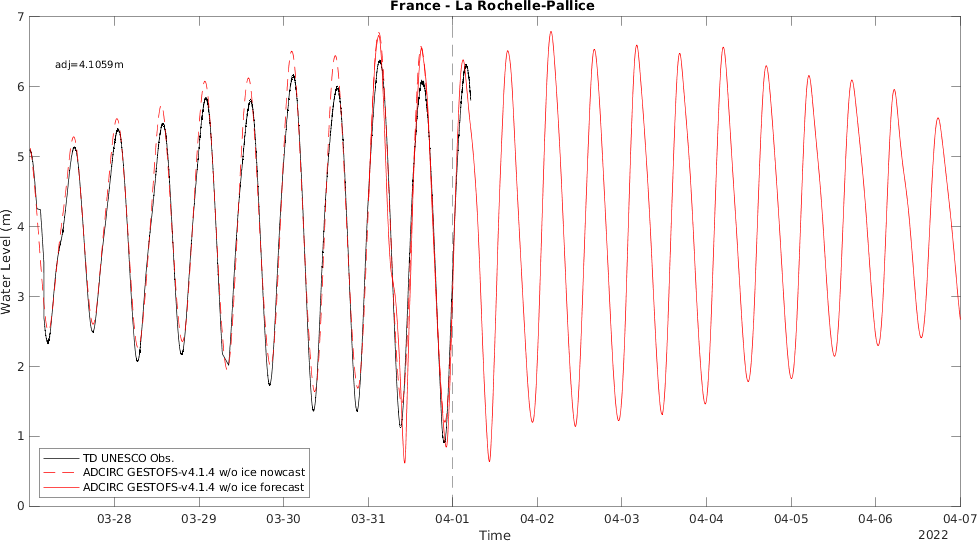 France - La Rochelle-Pallice
adj=4.1059m
7
6
5
4
3
2
1
0
Water Level (m)
TD UNESCO Obs.
ADCIRC GESTOFS-v4.1.4 w/o ice nowcast
ADCIRC GESTOFS-v4.1.4 w/o ice forecast
03-28 03-29 03-30 03-31 04-01 04-02 04-03 04-04 04-05 04-06 04-07
Time
2022